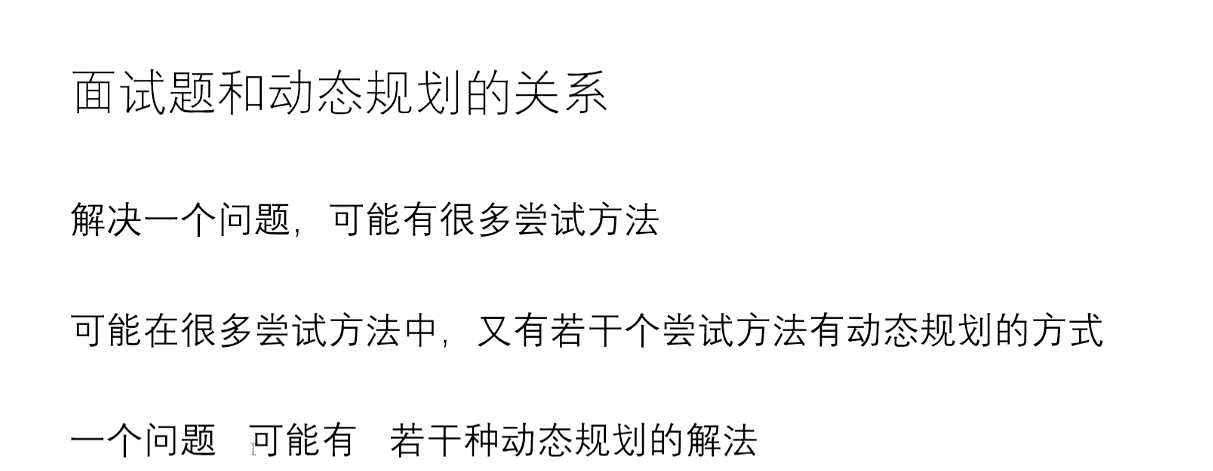 面试题和动态规划的关系
解决一个问题，可能有很多尝试方法
可能在很多尝试方法中，又有若干个尝试方法有动态规划的方式
一个问题 可能有 若干种动态规划的解法